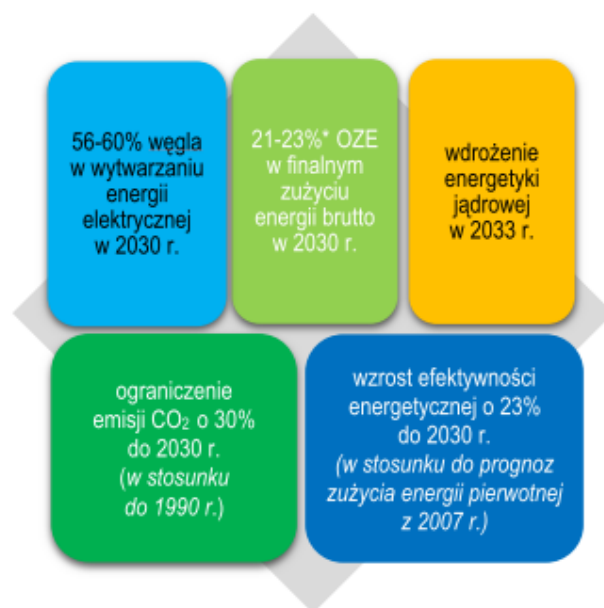 56-60% węgla
w wytwarzaniu
energii
elektrycznej
w 2030 r.
21-23%* OZE
w finalnym
zużyciu
energii brutto
w 2030 r.
wdrożenie
energetyki
jądrowej
w 2033 r.
ograniczenie
emisji CO₂ o 30%
do 2030 r.
(w stosunku
do 1990 r.)
wzrost efektywności
energetycznej o 23%
do 2030 r.
(w stosunku do prognoz
zużycia energii pierwotnej
z 2007 r.)